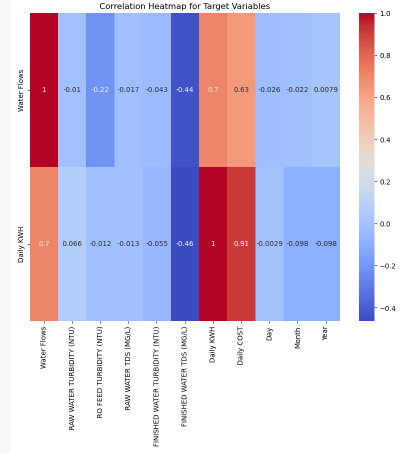 Correlation Heatmap for Target Variables
Water Flows
1 -0.01 -0.22 -0.017 -0.043 -0.44 0.7 0.63 -0.026 -0.022 0.0079
Daily KWH
0.7 0.066 -0.012 -0.013 -0.055 -0.46 1 0.91 -0.0029 -0.098 -0.098
Water Flows
RAW WATER TURBIDITY (NTU)
RO FEED TURBIDITY (NTU)
RAW WATER TDS (MG/L)
FINISHED WATER TURBIDITY (NTU)
FINISHED WATER TDS (MG/L)
Daily KWH
Daily COST
Day
Month
Year
1.0
0.8
0.6
0.4
0.2
0.0
−0.2
−0.4